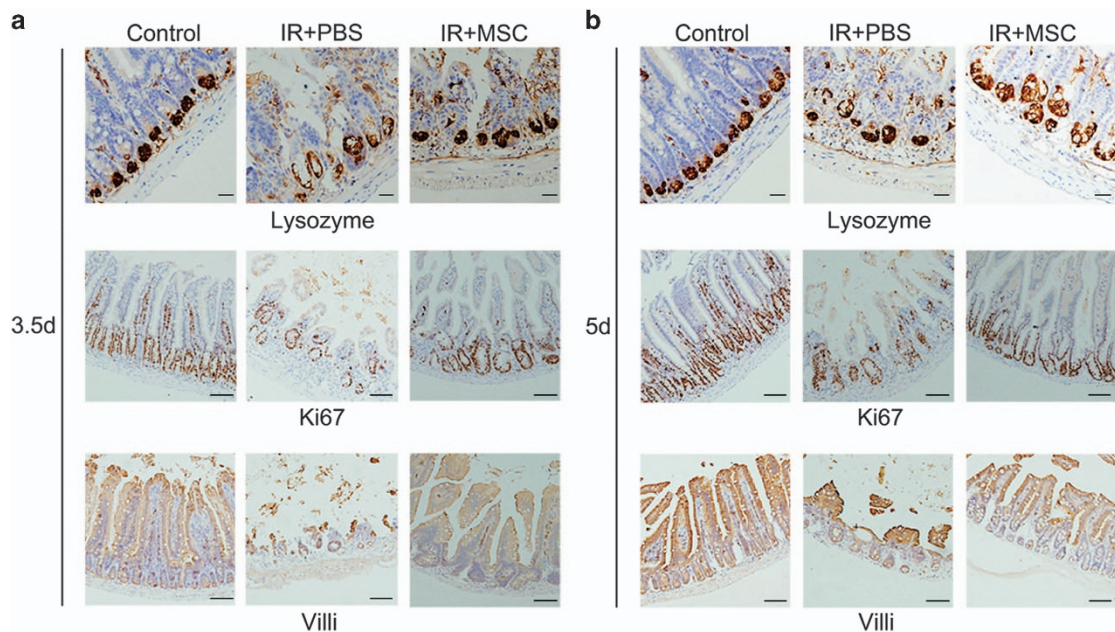 a
Control IR+PBS IR+MSC
Lysozyme
3.5d
Ki67
Villi
b
Control IR+PBS IR+MSC
Lysozyme
5d
Ki67
Villi